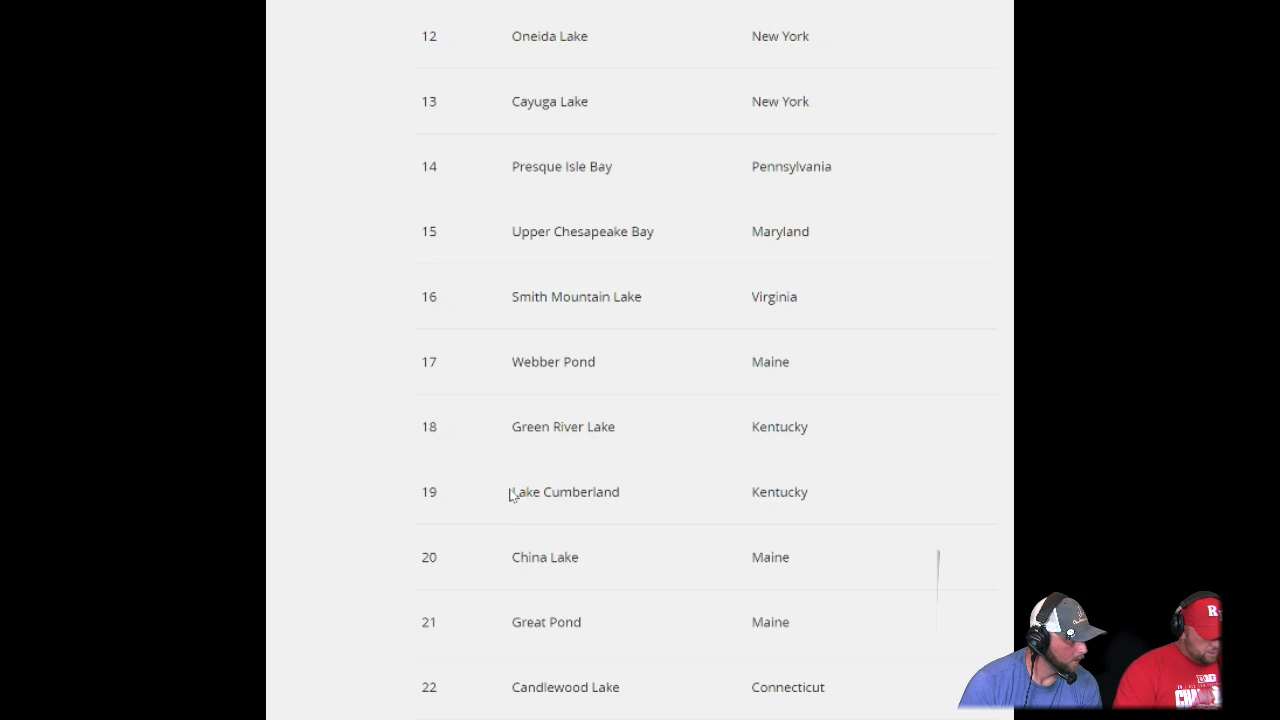 12 Oneida Lake New York
13 Cayuga Lake New York
14 Presque Isle Bay Pennsylvania
15 Upper Chesapeake Bay Maryland
16 Smith Mountain Lake Virginia
17 Webber Pond Maine
18 Green River Lake Kentucky
19 Lake Cumberland Kentucky
20 China Lake Maine
21 Great Pond Maine
R
22 Candlewood Lake Connecticut